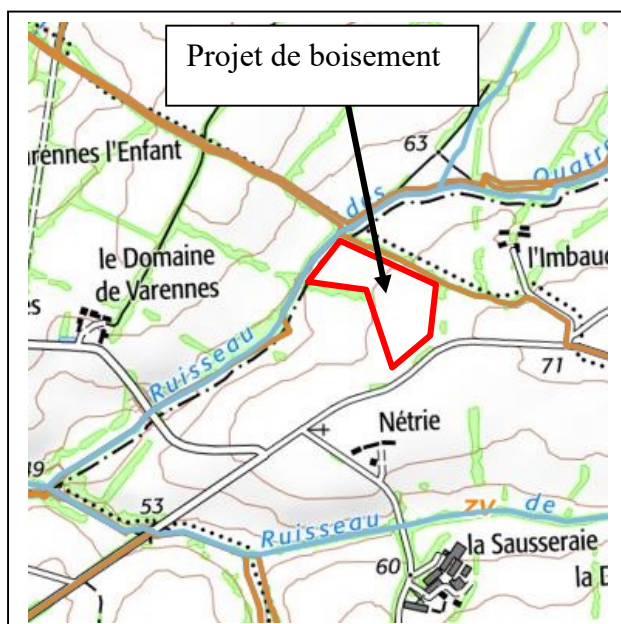 Projet de boisement
arennes l'Enfant
63
des Quatre
le Domaine
de Varennes
l'Imbaud
es
Ruisseau
71
Nétrie
49
53
Ruisseau de
ZV
la Sausseraie
60
la D